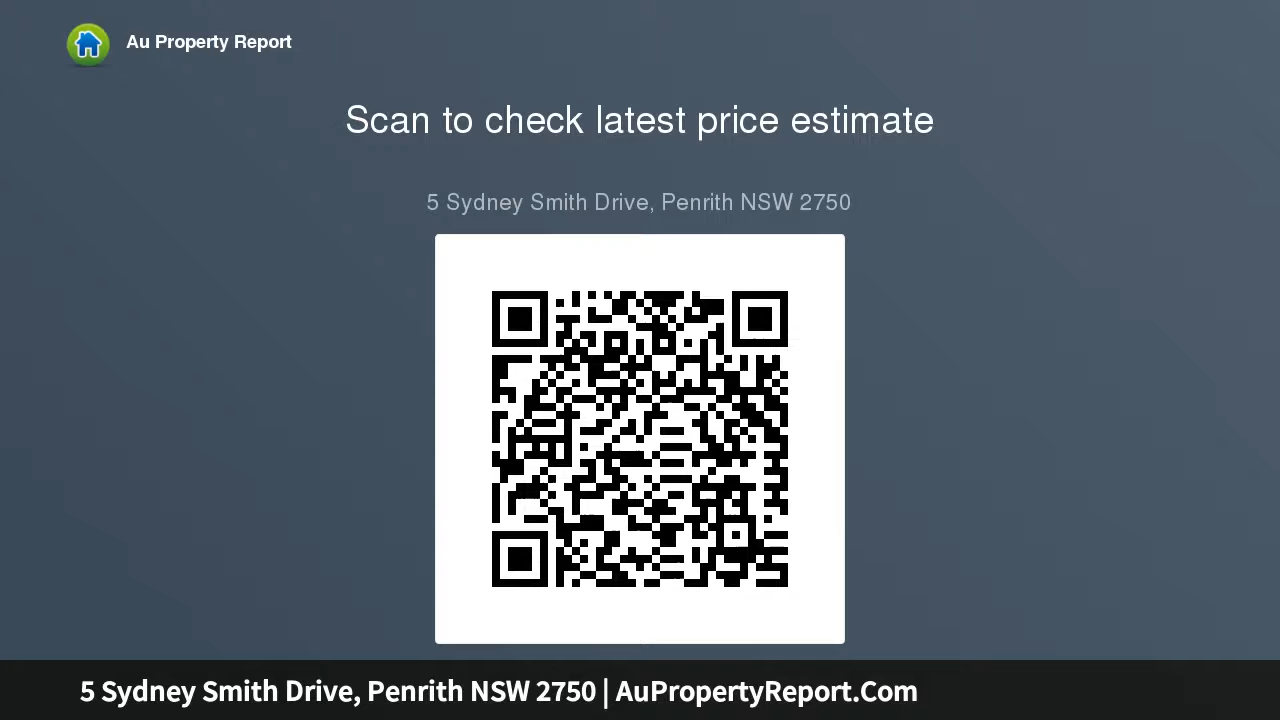 Au Property Report
Scan to check latest price estimate
5 Sydney Smith Drive, Penrith NSW 2750
5 Sydney Smith Drive, Penrith NSW 2750 | AuPropertyReport.Com